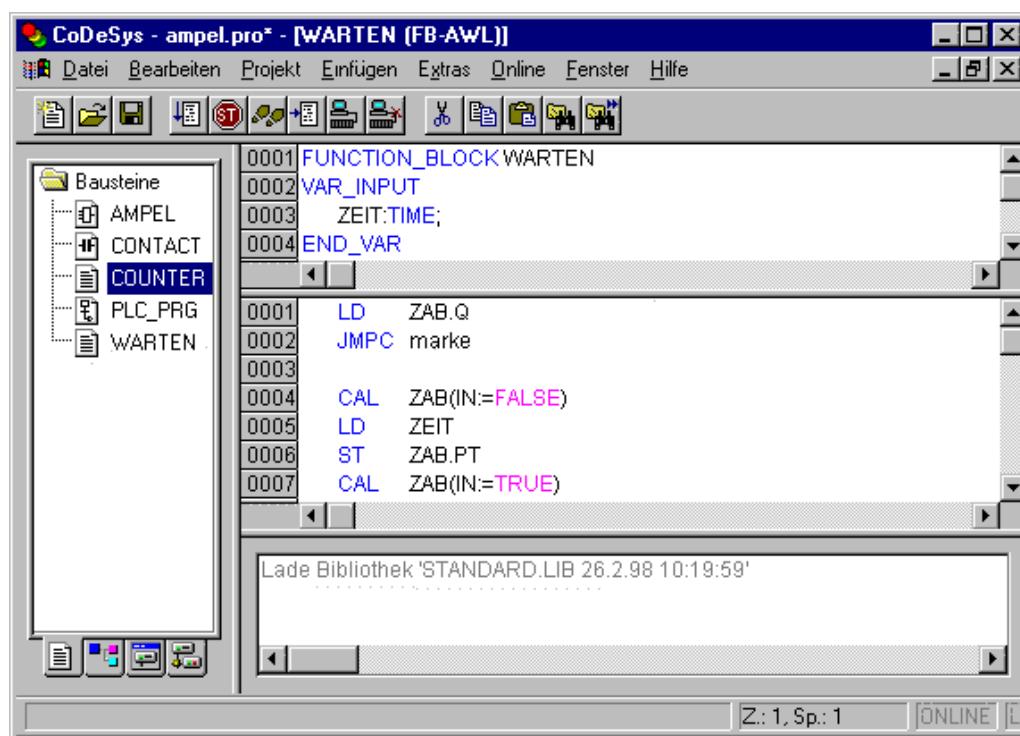 CoDeSys - ampel.pro* - [WARTEN (FB-AWL)]
Datei Bearbeiten Projekt Einfügen Extras Online Fenster Hilfe
ST
Bausteine
AMPEL
CONTACT
COUNTER
PLC_PRG
WARTEN
0001 FUNCTION_BLOCK WARTEN
0002 VAR_INPUT
0003 ZEIT:TIME;
0004 END_VAR
0001 LD ZAB.Q
0002 JMPC marke
0003
0004 CAL ZAB(IN:=FALSE)
0005 LD ZEIT
0006 ST ZAB.PT
0007 CAL ZAB(IN:=TRUE)
Lade Bibliothek 'STANDARD.LIB 26.2.98 10:19:59'
Z.: 1, Sp.: 1 ONLINE L